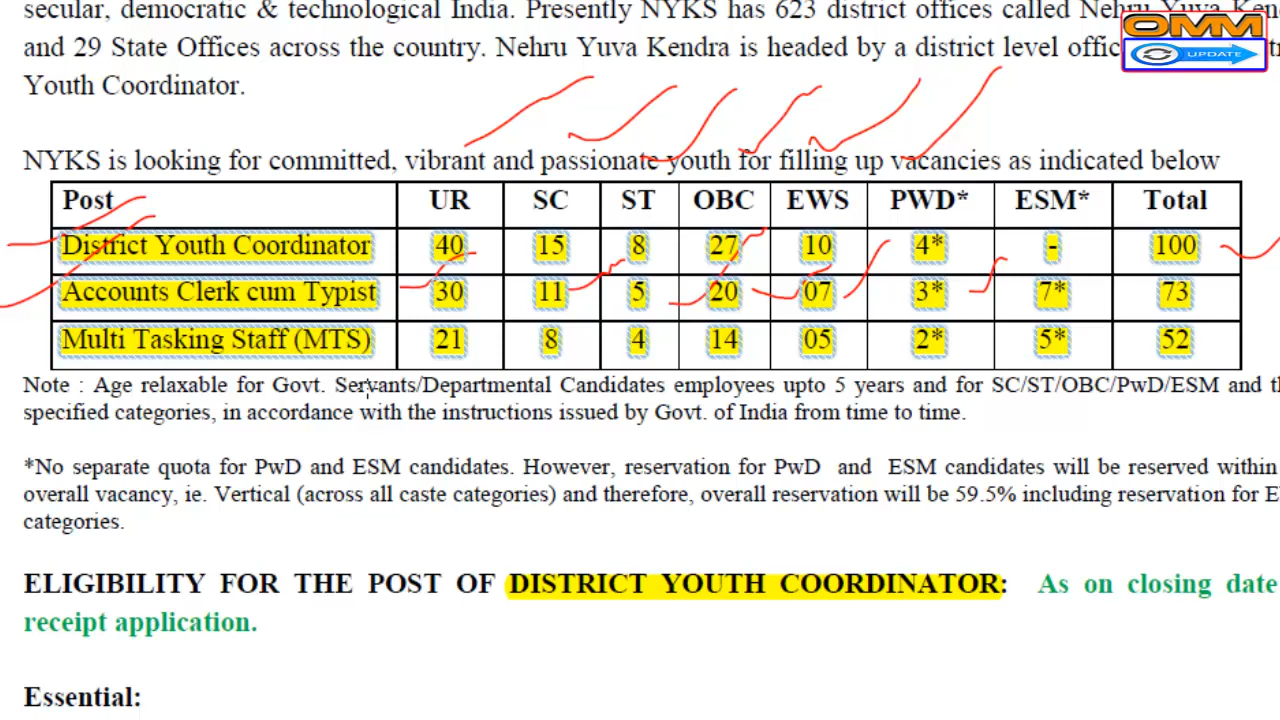 secular, democratic & technological India. Presently NYKS has 623 district offices called Nehru Yuva
and 29 State Offices across the country. Nehru Yuva Kendra is headed by a district level
Youth Coordinator.
OMM
UPDATE
NYKS is looking for committed, vibrant and passionate youth for filling up vacancies as indicated below
Post UR SC ST OBC EWS PWD* ESM* Total
District Youth Coordinator 40 15 8 27 10 4* - 100
Accounts Clerk cum Typist 30 11 5 20 07 3* 7* 73
Multi Tasking Staff (MTS) 21 8 4 14 05 2* 5* 52
Note : Age relaxable for Govt. Servants/Departmental Candidates employees upto 5 years and for SC/ST/OBC/PwD/ESM and
specified categories, in accordance with the instructions issued by Govt. of India from time to time.
*No separate quota for PwD and ESM candidates. However, reservation for PwD and ESM candidates will be reserved within
overall vacancy, ie. Vertical (across all caste categories) and therefore, overall reservation will be 59.5% including reservation for
categories.
ELIGIBILITY FOR THE POST OF DISTRICT YOUTH COORDINATOR: As on closing date
receipt application.
Essential: